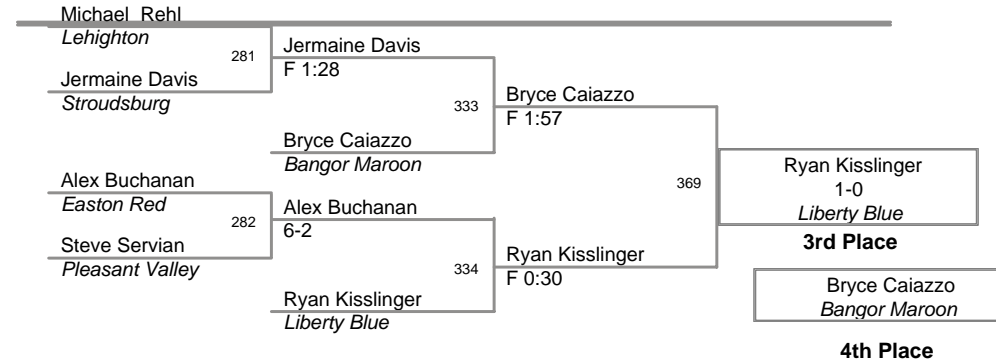 Michael Rehl
Lehighton
281
Jermaine Davis
Stroudsburg
Jermaine Davis
F 1:28
333
Bryce Caiazzo
Bangor Maroon
Bryce Caiazzo
F 1:57
Alex Buchanan
Easton Red
282
Steve Servian
Pleasant Valley
Alex Buchanan
6-2
334
Ryan Kisslinger
Liberty Blue
Ryan Kisslinger
F 0:30
369
Ryan Kisslinger
1-0
Liberty Blue
3rd Place
Bryce Caiazzo
Bangor Maroon
4th Place